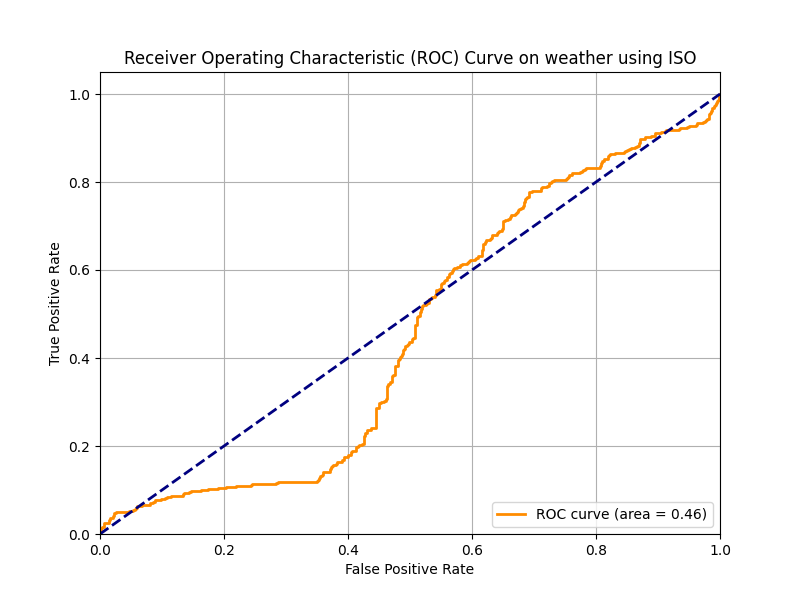 Receiver Operating Characteristic (ROC) Curve on weather using ISO
1.0
0.8
0.6
0.4
0.2
0.0
True Positive Rate
ROC curve (area = 0.46)
0.0 0.2 0.4 0.6 0.8 1.0
False Positive Rate